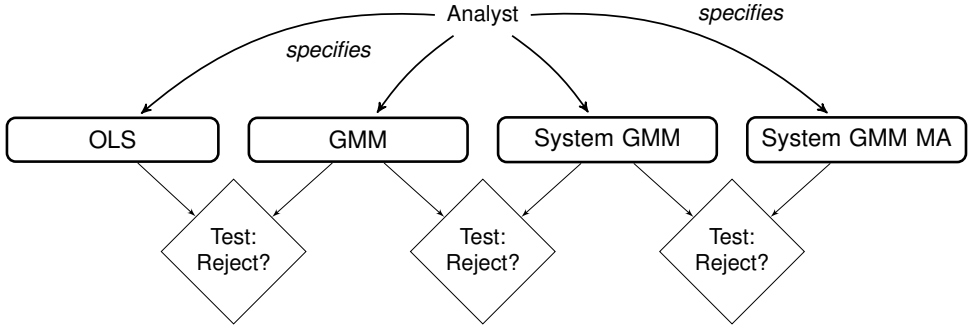 Analyst
specifies
specifies
OLS
GMM
System GMM
System GMM MA
Test:
Reject?
Test:
Reject?
Test:
Reject?